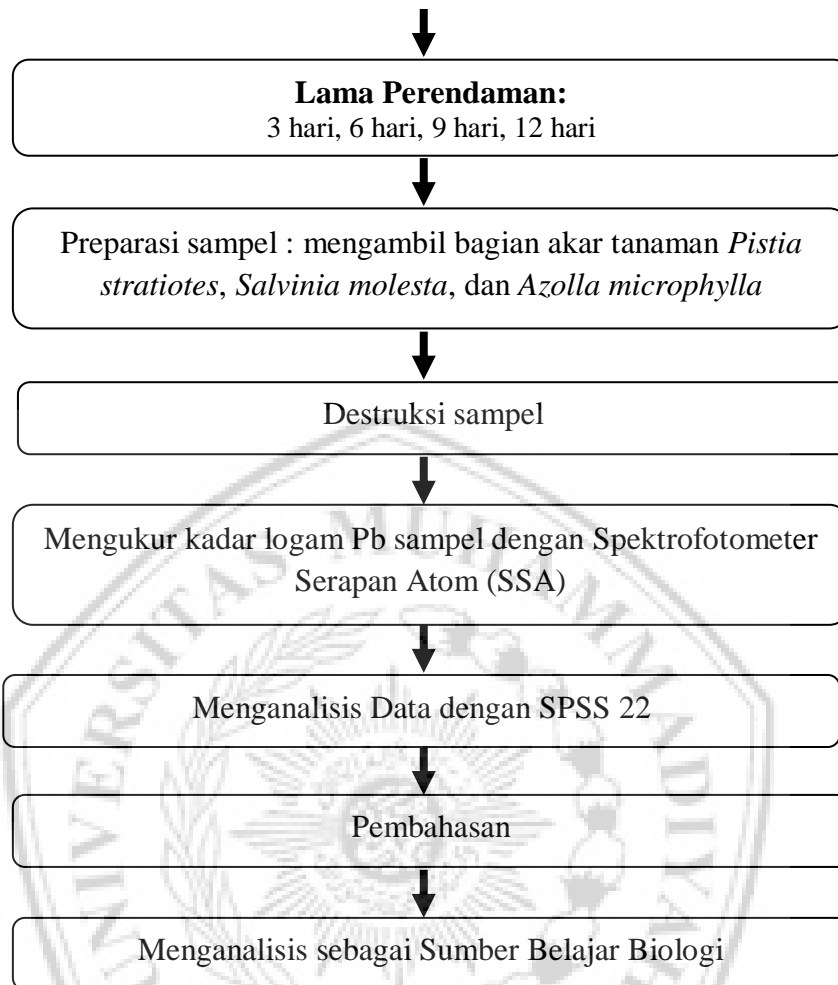 Lama Perendaman:
3 hari, 6 hari, 9 hari, 12 hari
Preparasi sampel : mengambil bagian akar tanaman Pistia
stratiotes, Salvinia molesta, dan Azolla microphylla
Destruksi sampel
Mengukur kadar logam Pb sampel dengan Spektrofotometer
Serapan Atom (SSA)
Menganalisis Data dengan SPSS 22
Pembahasan
Menganalisis sebagai Sumber Belajar Biologi
UNIVERSITAS MUHAMMADIYAH